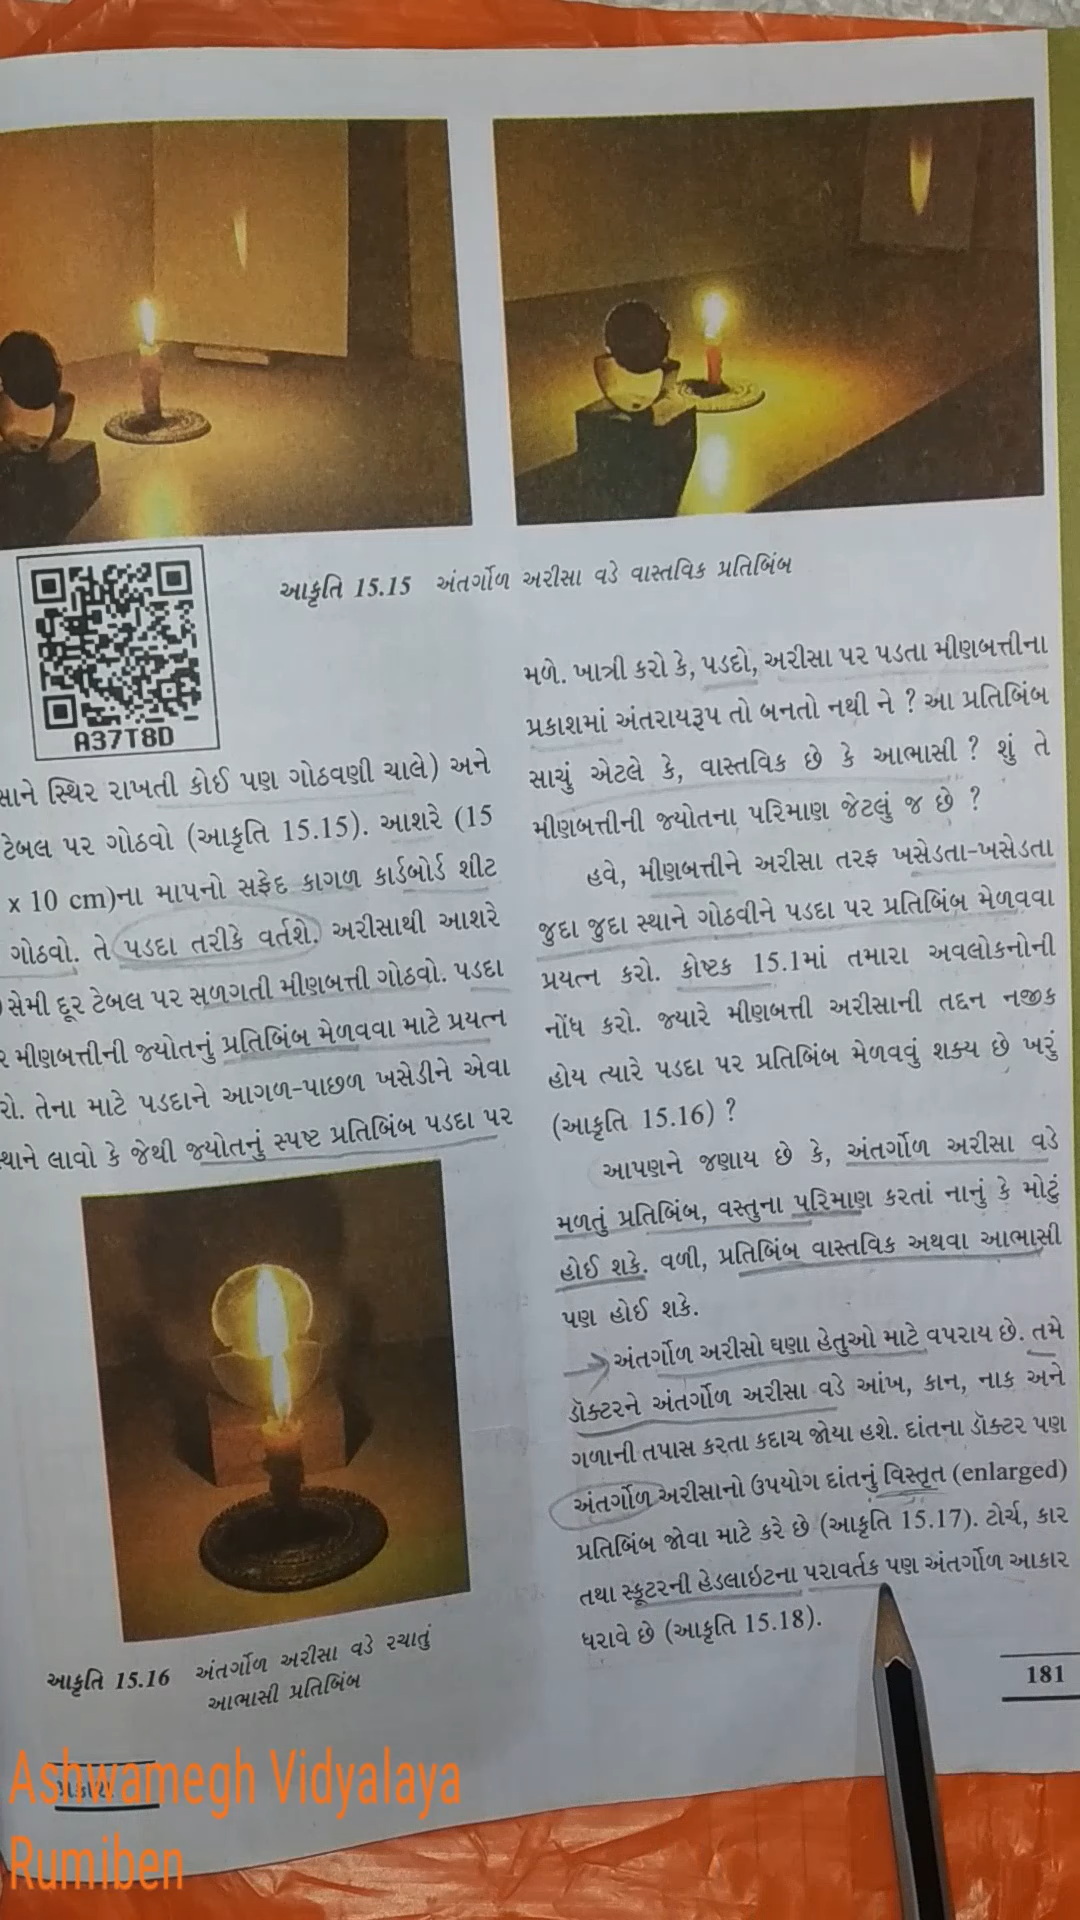 આકૃતિ 15.15 અંતર્ગોળ અરીસા વડે વાસ્તવિક પ્રતિબિંબ
A37T8D
સાને સ્થિર રાખતી કોઈ પણ ગોઠવણી ચાલે) અને
ટેબલ પર ગોઠવો (આકૃતિ 15.15). આશરે (15
x 10 cm)ના માપનો સફેદ કાગળ કાર્ડબોર્ડ શીટ
ગોઠવો. તે પડદા તરીકે વર્તશે. અરીસાથી આશરે
સેમી દૂર ટેબલ પર સળગતી મીણબત્તી ગોઠવો. પડદા
ર મીણબત્તીની જ્યોતનું પ્રતિબિંબ મેળવવા માટે પ્રયત્ન
રો. તેના માટે પડદાને આગળ-પાછળ ખસેડીને એવા
થાને લાવો કે જેથી જ્યોતનું સ્પષ્ટ પ્રતિબિંબ પડદા પર
આકૃતિ 15.16 અંતર્ગોળ અરીસા વડે રચાતું
આભાસી પ્રતિબિંબ
મળે. ખાત્રી કરો કે, પડદો, અરીસા પર પડતા મીણબત્તીના
પ્રકાશમાં અંતરાયરૂપ તો બનતો નથી ને ? આ પ્રતિબિંબ
સાચું એટલે કે, વાસ્તવિક છે કે આભાસી ? શું તે
મીણબત્તીની જ્યોતના પરિમાણ જેટલું જ છે ?
હવે, મીણબત્તીને અરીસા તરફ ખસેડતા-ખસેડતા
જુદા જુદા સ્થાને ગોઠવીને પડદા પર પ્રતિબિંબ મેળવવા
પ્રયત્ન કરો. કોષ્ટક 15.1માં તમારા અવલોકનોની
નોંધ કરો. જ્યારે મીણબત્તી અરીસાની તદ્દન નજીક
હોય ત્યારે પડદા પર પ્રતિબિંબ મેળવવું શક્ય છે ખરું
(આકૃતિ 15.16) ?
આપણને જણાય છે કે, અંતર્ગોળ અરીસા વડે
મળતું પ્રતિબિંબ, વસ્તુના પરિમાણ કરતાં નાનું કે મોટું
હોઈ શકે. વળી, પ્રતિબિંબ વાસ્તવિક અથવા આભાસી
પણ હોઈ શકે.
અંતર્ગોળ અરીસો ઘણા હેતુઓ માટે વપરાય છે. તમે
ડૉક્ટરને અંતર્ગોળ અરીસા વડે આંખ, કાન, નાક અને
ગળાની તપાસ કરતા કદાચ જોયા હશે. દાંતના ડૉક્ટર પણ
અંતર્ગોળ અરીસાનો ઉપયોગ દાંતનું વિસ્તૃત (enlarged)
પ્રતિબિંબ જોવા માટે કરે છે (આકૃતિ 15.17). ટોર્ચ, કાર
તથા સ્કૂટરની હેડલાઇટના પરાવર્તક પણ અંતર્ગોળ આકાર
ધરાવે છે (આકૃતિ 15.18).
181
Ashwamegh Vidyalaya
Rumiben